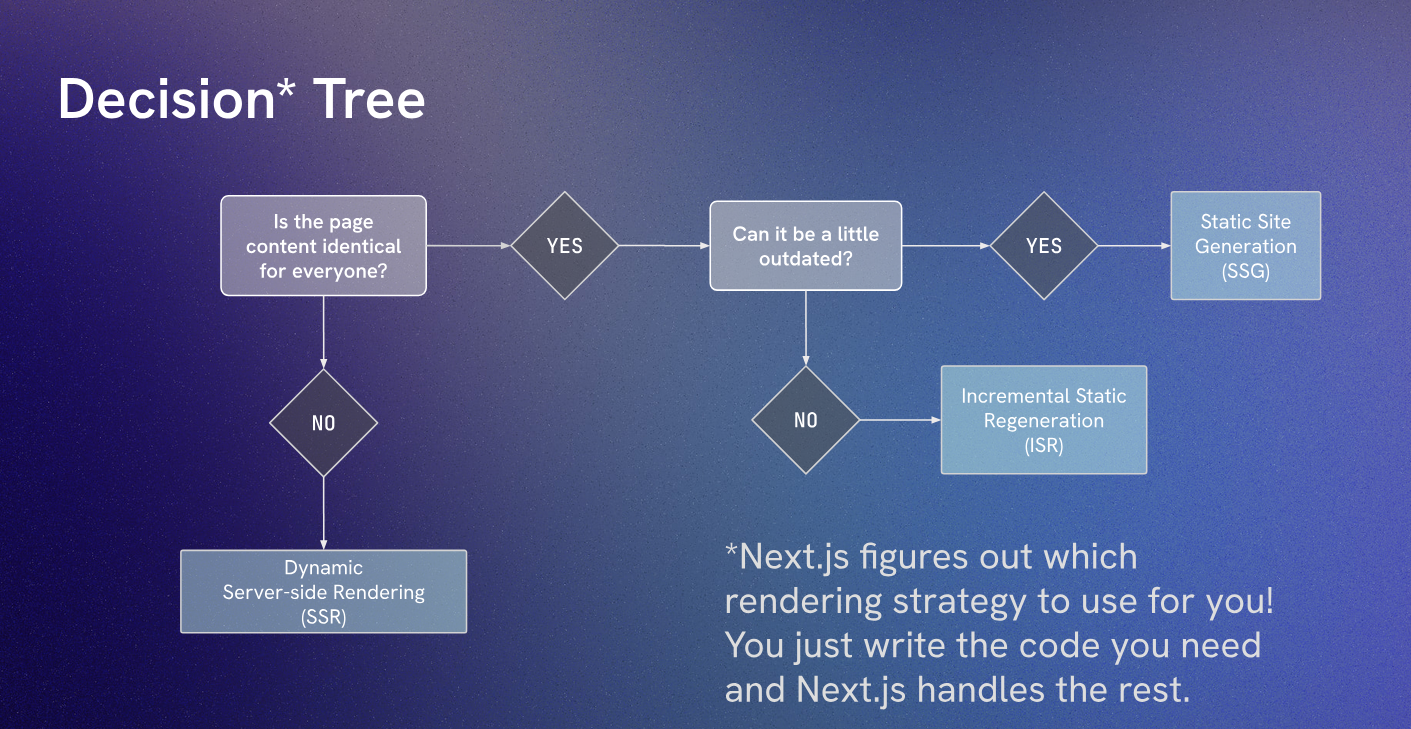 Decision* Tree
Is the page
content identical
for everyone?
YES
Can it be a little
outdated?
YES
Static Site
Generation
(SSG)
NO
NO
Incremental Static
Regeneration
(ISR)
Dynamic
Server-side Rendering
(SSR)
*Next.js figures out which
rendering strategy to use for you!
You just write the code you need
and Next.js handles the rest.